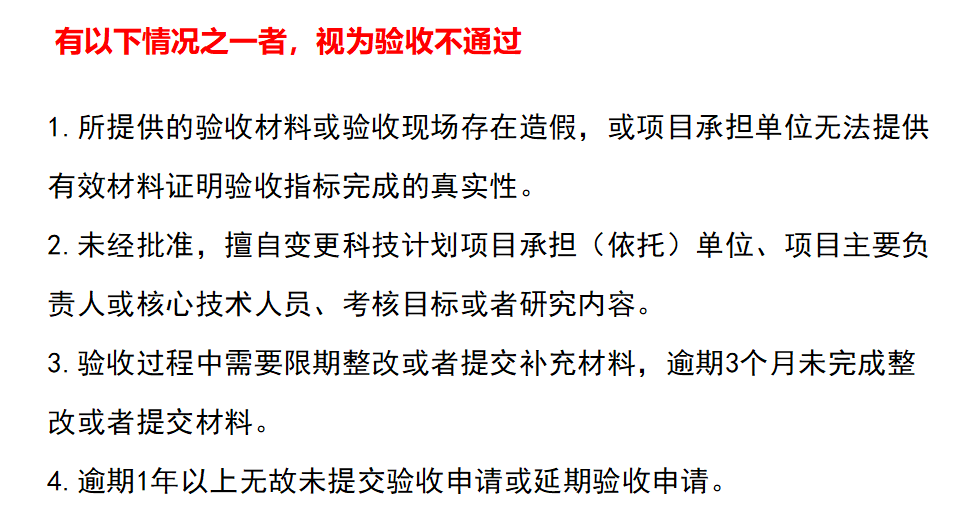 有以下情况之一者，视为验收不通过
1.所提供的验收材料或验收现场存在造假，或项目承担单位无法提供
有效材料证明验收指标完成的真实性。
2.未经批准，擅自变更科技计划项目承担（依托）单位、项目主要负
责人或核心技术人员、考核目标或者研究内容。
3.验收过程中需要限期整改或者提交补充材料，逾期3个月未完成整
改或者提交材料。
4.逾期1年以上无故未提交验收申请或延期验收申请。